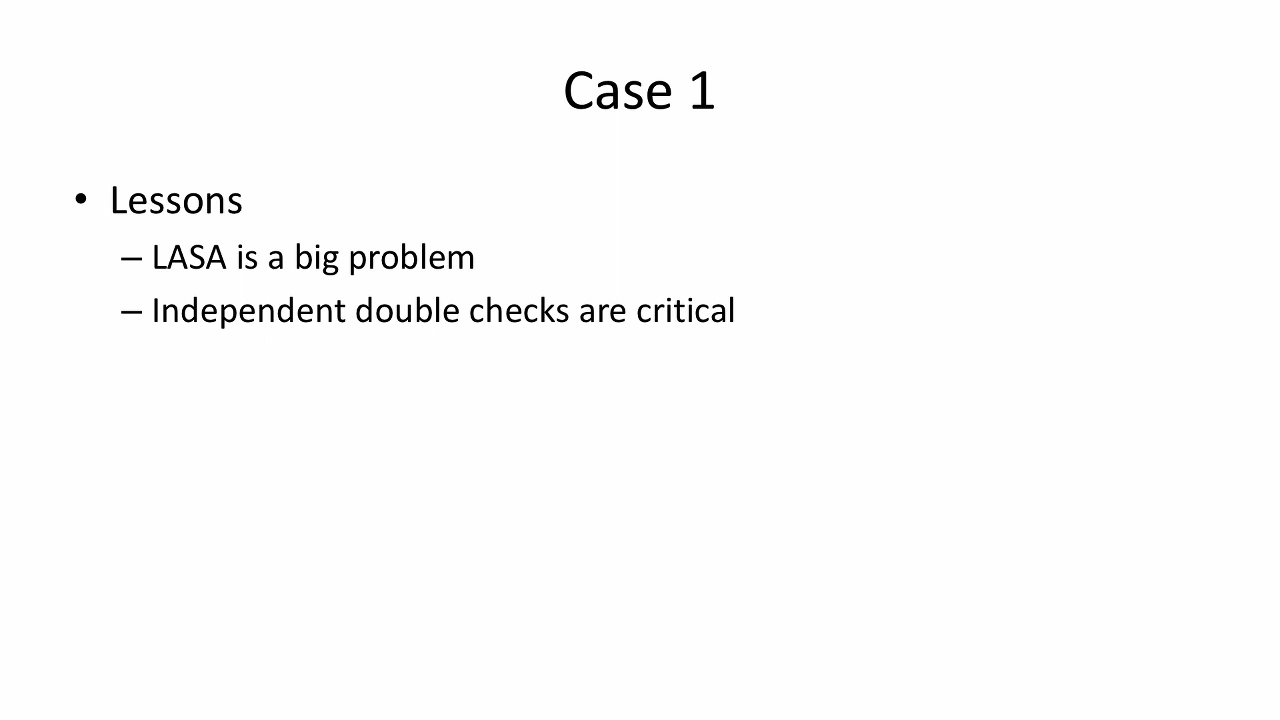 Case 1
• Lessons
– LASA is a big problem
– Independent double checks are critical